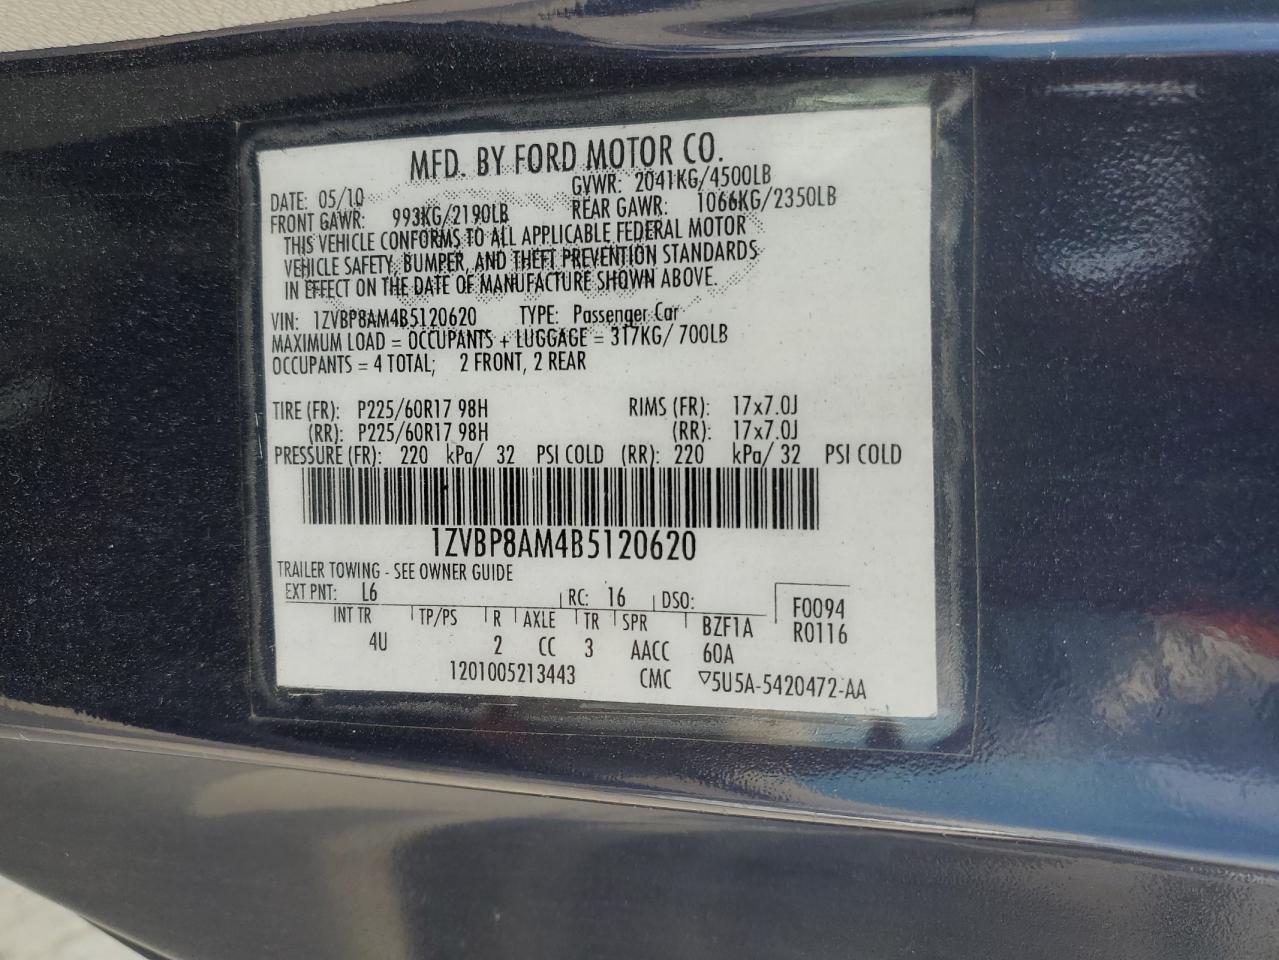 MFD. BY FORD MOTOR CO.
DATE: 05/10 GVWR: 2041KG/4500LB
FRONT GAWR: 993KG/2190LB REAR GAWR: 1066KG/2350LB
THIS VEHICLE CONFORMS TO ALL APPLICABLE FEDERAL MOTOR
VEHICLE SAFETY, BUMPER, AND THEFT PREVENTION STANDARDS
IN EFFECT ON THE DATE OF MANUFACTURE SHOWN ABOVE.
VIN: 1ZVBP8AM4B5120620 TYPE: Passenger Car
MAXIMUM LOAD = OCCUPANTS + LUGGAGE = 317KG/ 700LB
OCCUPANTS = 4 TOTAL; 2 FRONT, 2 REAR
TIRE (FR): P225/60R17 98H RIMS (FR): 17x7.0J
(RR): P225/60R17 98H (RR): 17x7.0J
PRESSURE (FR): 220 kPa/ 32 PSI COLD (RR): 220 kPa/ 32 PSI COLD
1ZVBP8AM4B5120620
TRAILER TOWING - SEE OWNER GUIDE
EXT PNT: L6 RC: 16 DSO: F0094
INT TR TP/PS R AXLE TR SPR BZF1A R0116
4U 2 CC 3 AACC 60A
1201005213443 CMC ▽5U5A-5420472-AA